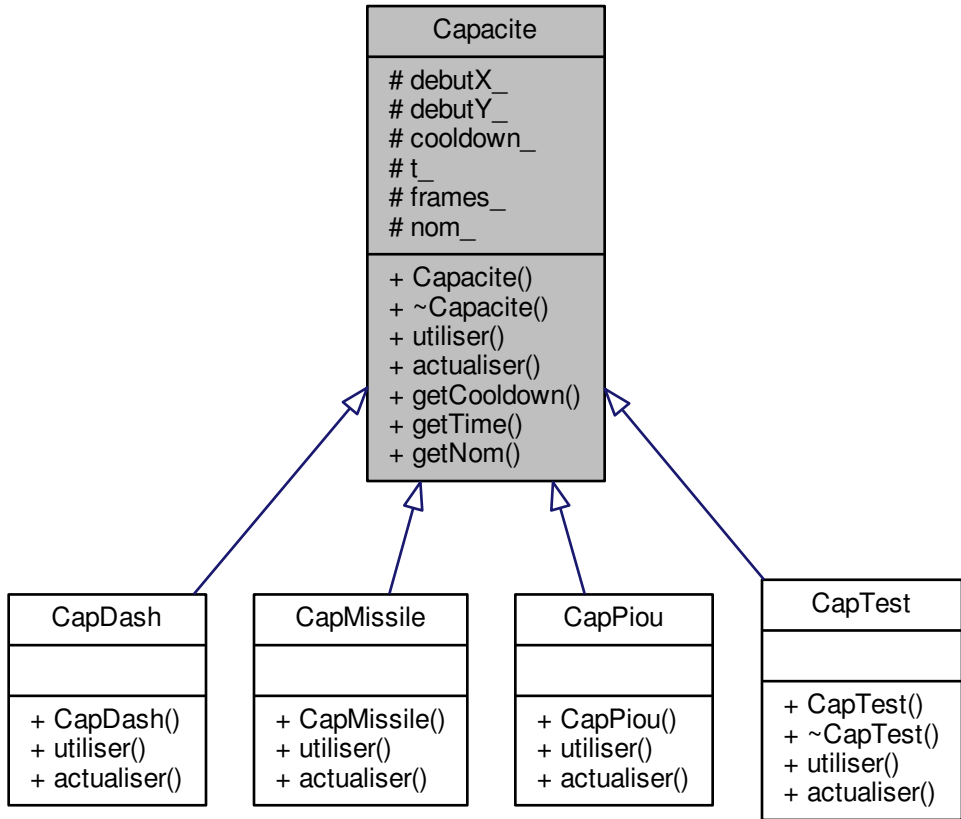 Capacite
# debutX_
# debutY_
# cooldown_
# t_
# frames_
# nom_
+ Capacite()
+ ~Capacite()
+ utiliser()
+ actualiser()
+ getCooldown()
+ getTime()
+ getNom()
CapDash
+ CapDash()
+ utiliser()
+ actualiser()
CapMissile
+ CapMissile()
+ utiliser()
+ actualiser()
CapPiou
+ CapPiou()
+ utiliser()
+ actualiser()
CapTest
+ CapTest()
+ ~CapTest()
+ utiliser()
+ actualiser()